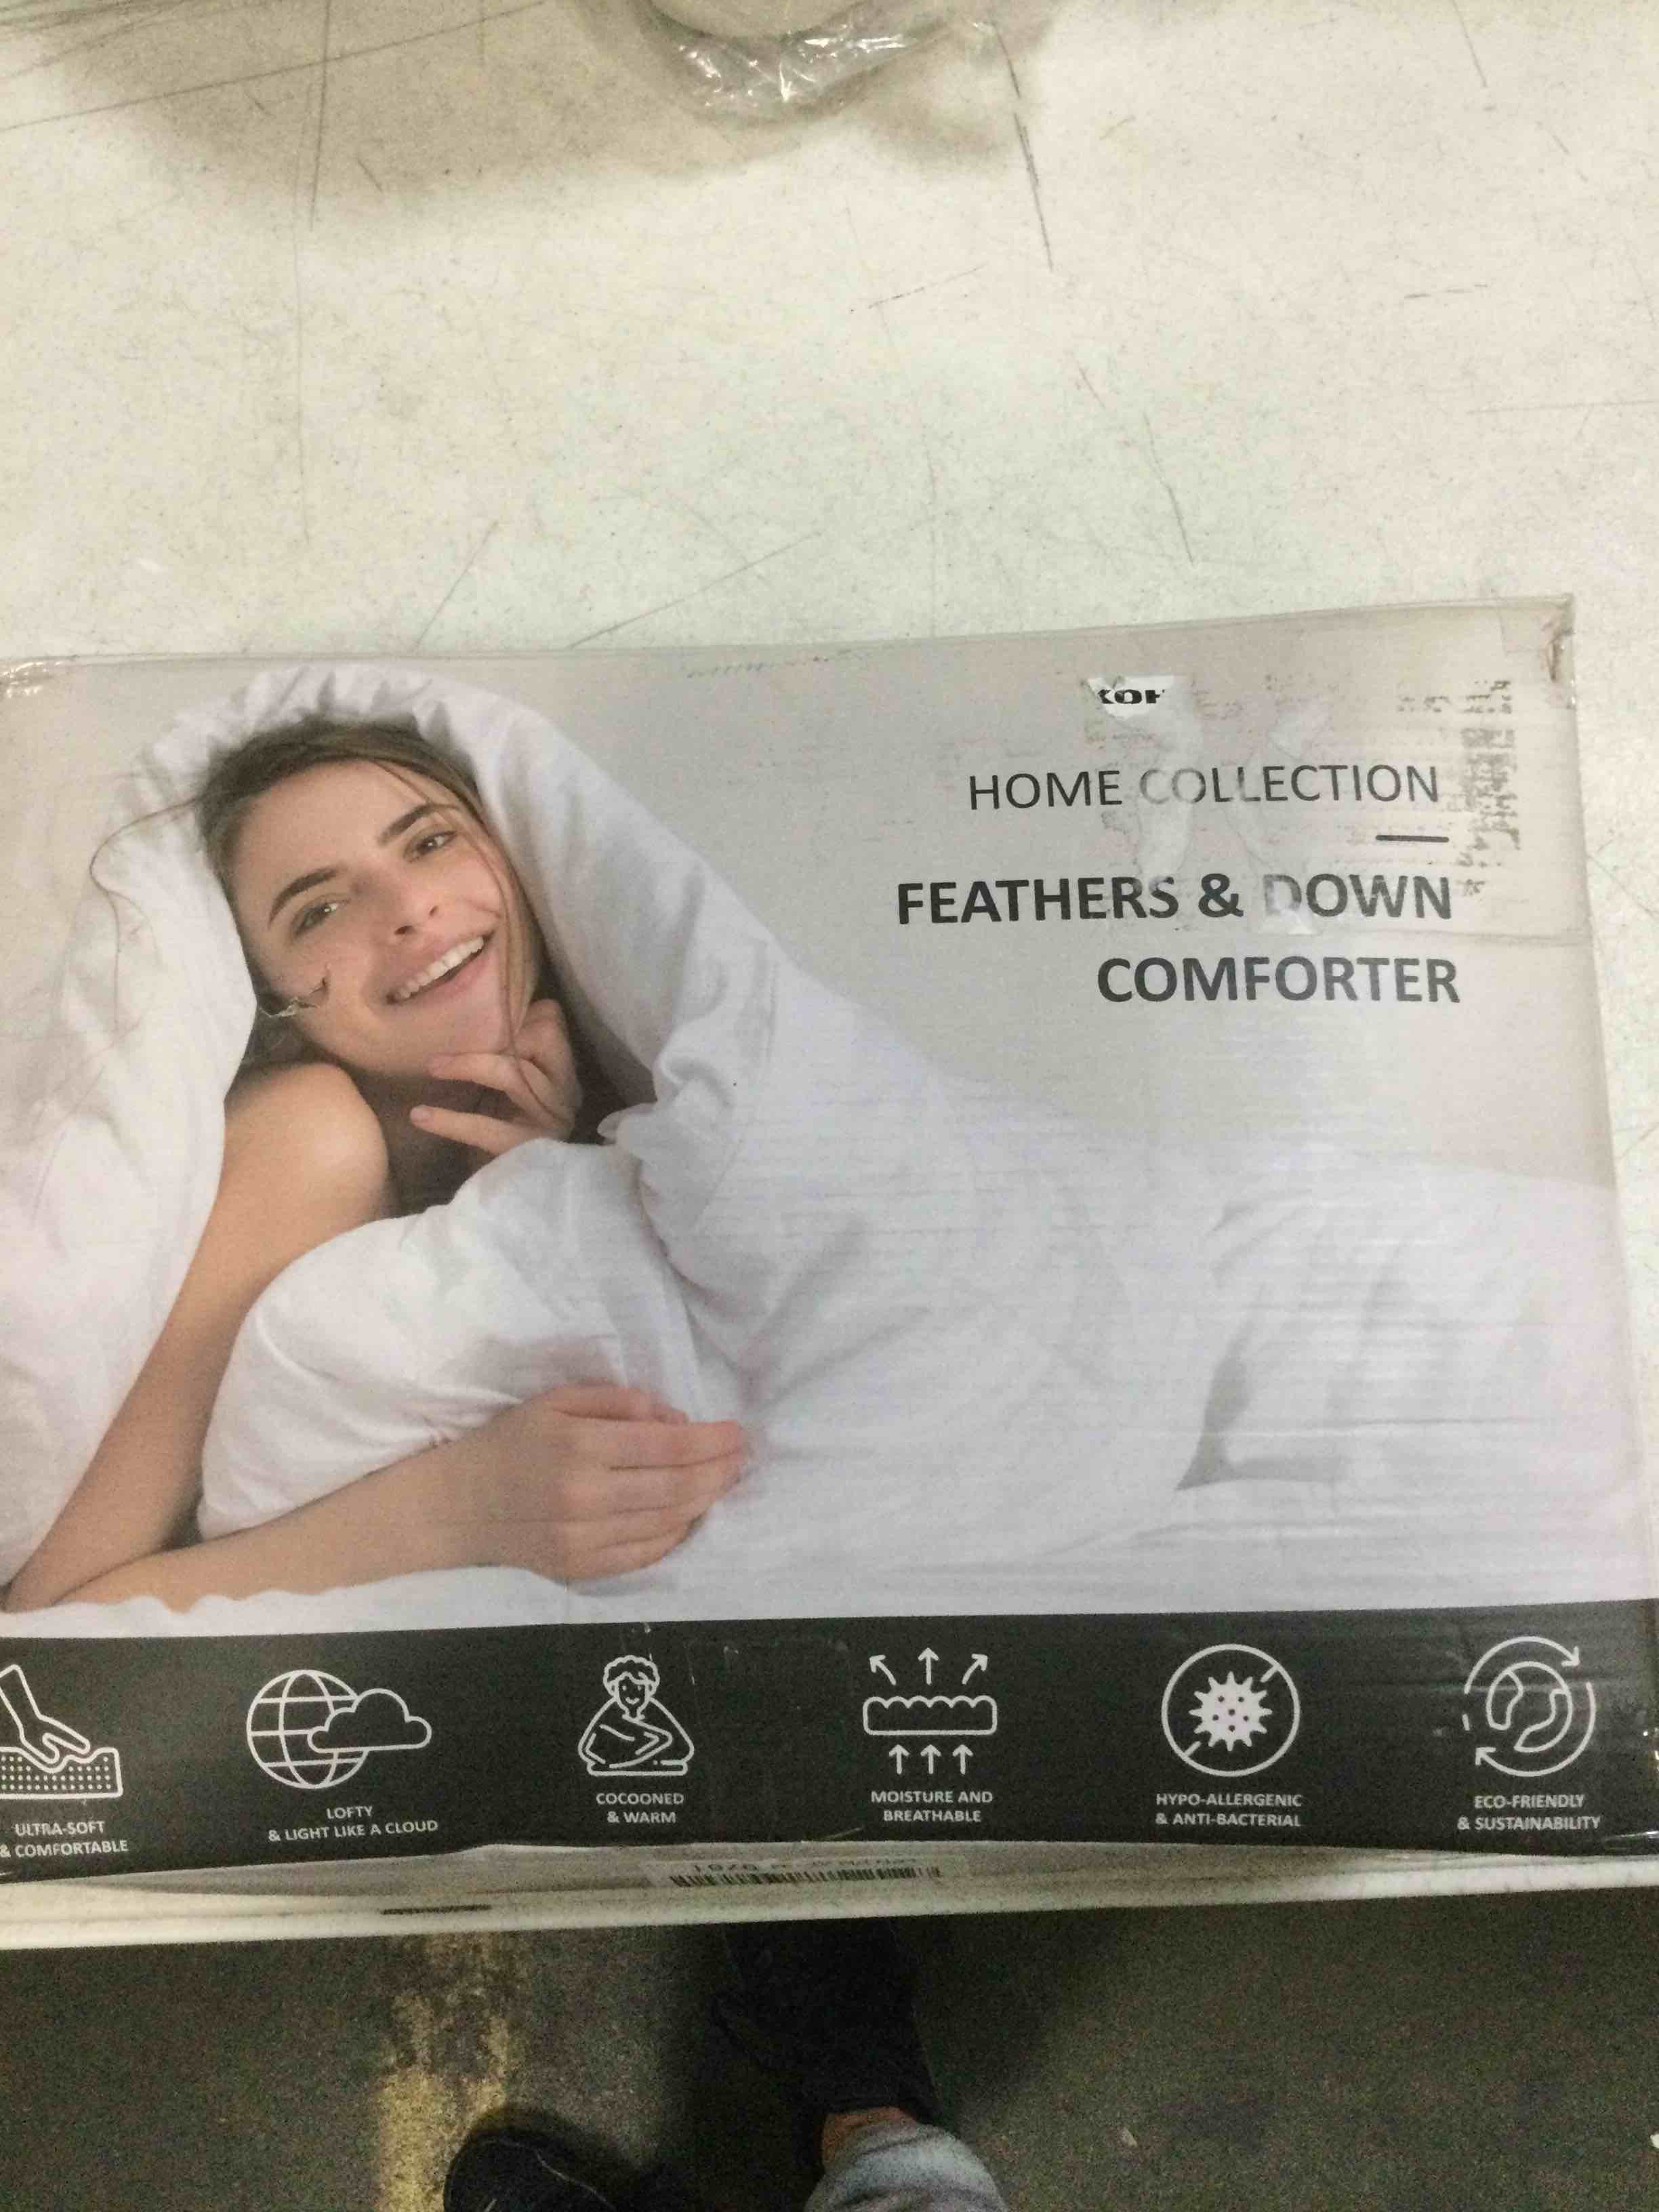 HOME COLLECTION
FEATHERS & DOWN
COMFORTER
ULTRA-SOFT
& COMFORTABLE
LOFTY
& LIGHT LIKE A CLOUD
COCOONED
& WARM
MOISTURE AND
BREATHABLE
HYPO-ALLERGENIC
& ANTI-BACTERIAL
ECO-FRIENDLY
& SUSTAINABILITY